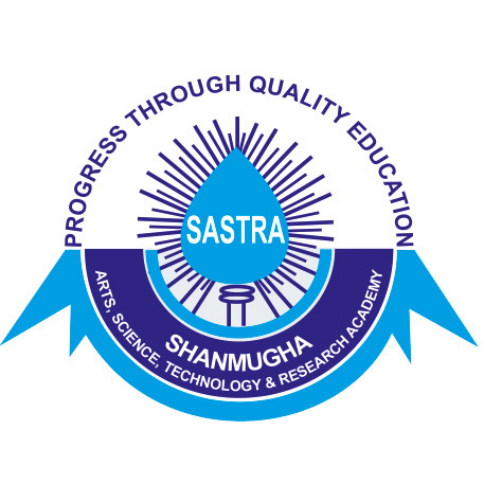 PROGRESS THROUGH QUALITY EDUCATION
SASTRA
SHANMUGHA
ARTS, SCIENCE, TECHNOLOGY & RESEARCH ACADEMY